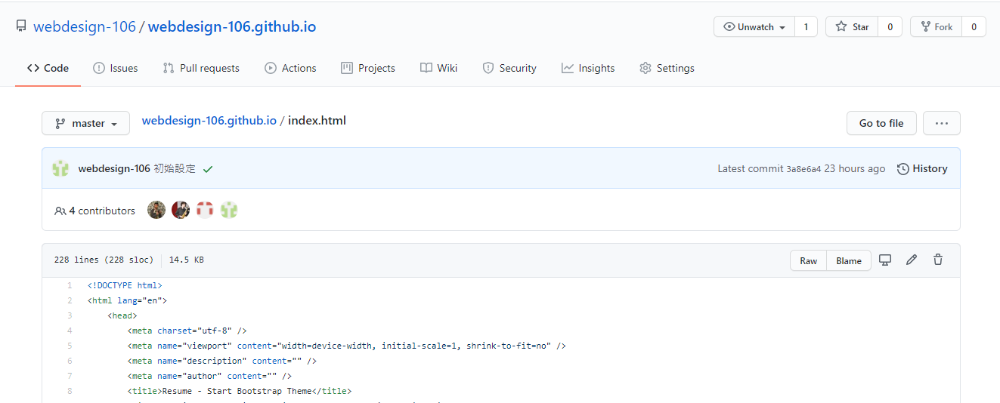 webdesign-106 / webdesign-106.github.io Unwatch 1 Star 0 Fork 0
Code Issues Pull requests Actions Projects Wiki Security Insights Settings
master webdesign-106.github.io / index.html Go to file ...
webdesign-106 初始設定 Latest commit 3a8e6a4 23 hours ago History
4 contributors
228 lines (228 sloc) 14.5 KB Raw Blame
1 <!DOCTYPE html>
2 <html lang="en">
3 <head>
4 <meta charset="utf-8" />
5 <meta name="viewport" content="width=device-width, initial-scale=1, shrink-to-fit=no" />
6 <meta name="description" content="" />
7 <meta name="author" content="" />
8 <title>Resume - Start Bootstrap Theme</title>